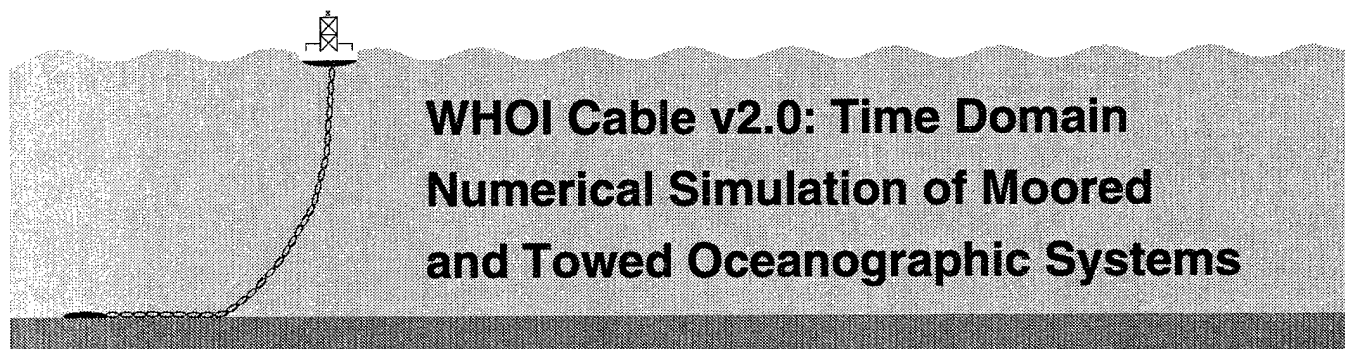 WHOI Cable v2.0: Time Domain
Numerical Simulation of Moored
and Towed Oceanographic Systems